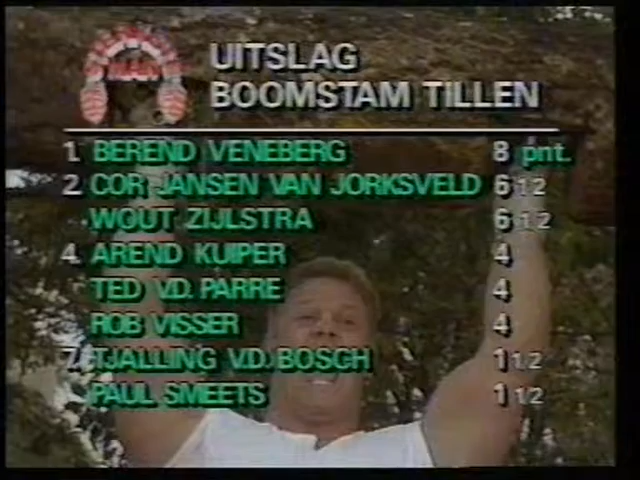 UITSLAG
BOOMSTAM TILLEN
1. BEREND VENEBERG 8 pnt.
2. COR JANSEN VAN JORKSVELD 6 1/2
WOUT ZIJLSTRA 6 1/2
4. AREND KUIPER 4
TED V.D. PARRE 4
ROB VISSER 4
7. TJALLING V.D. BOSCH 1 1/2
PAUL SMEETS 1 1/2